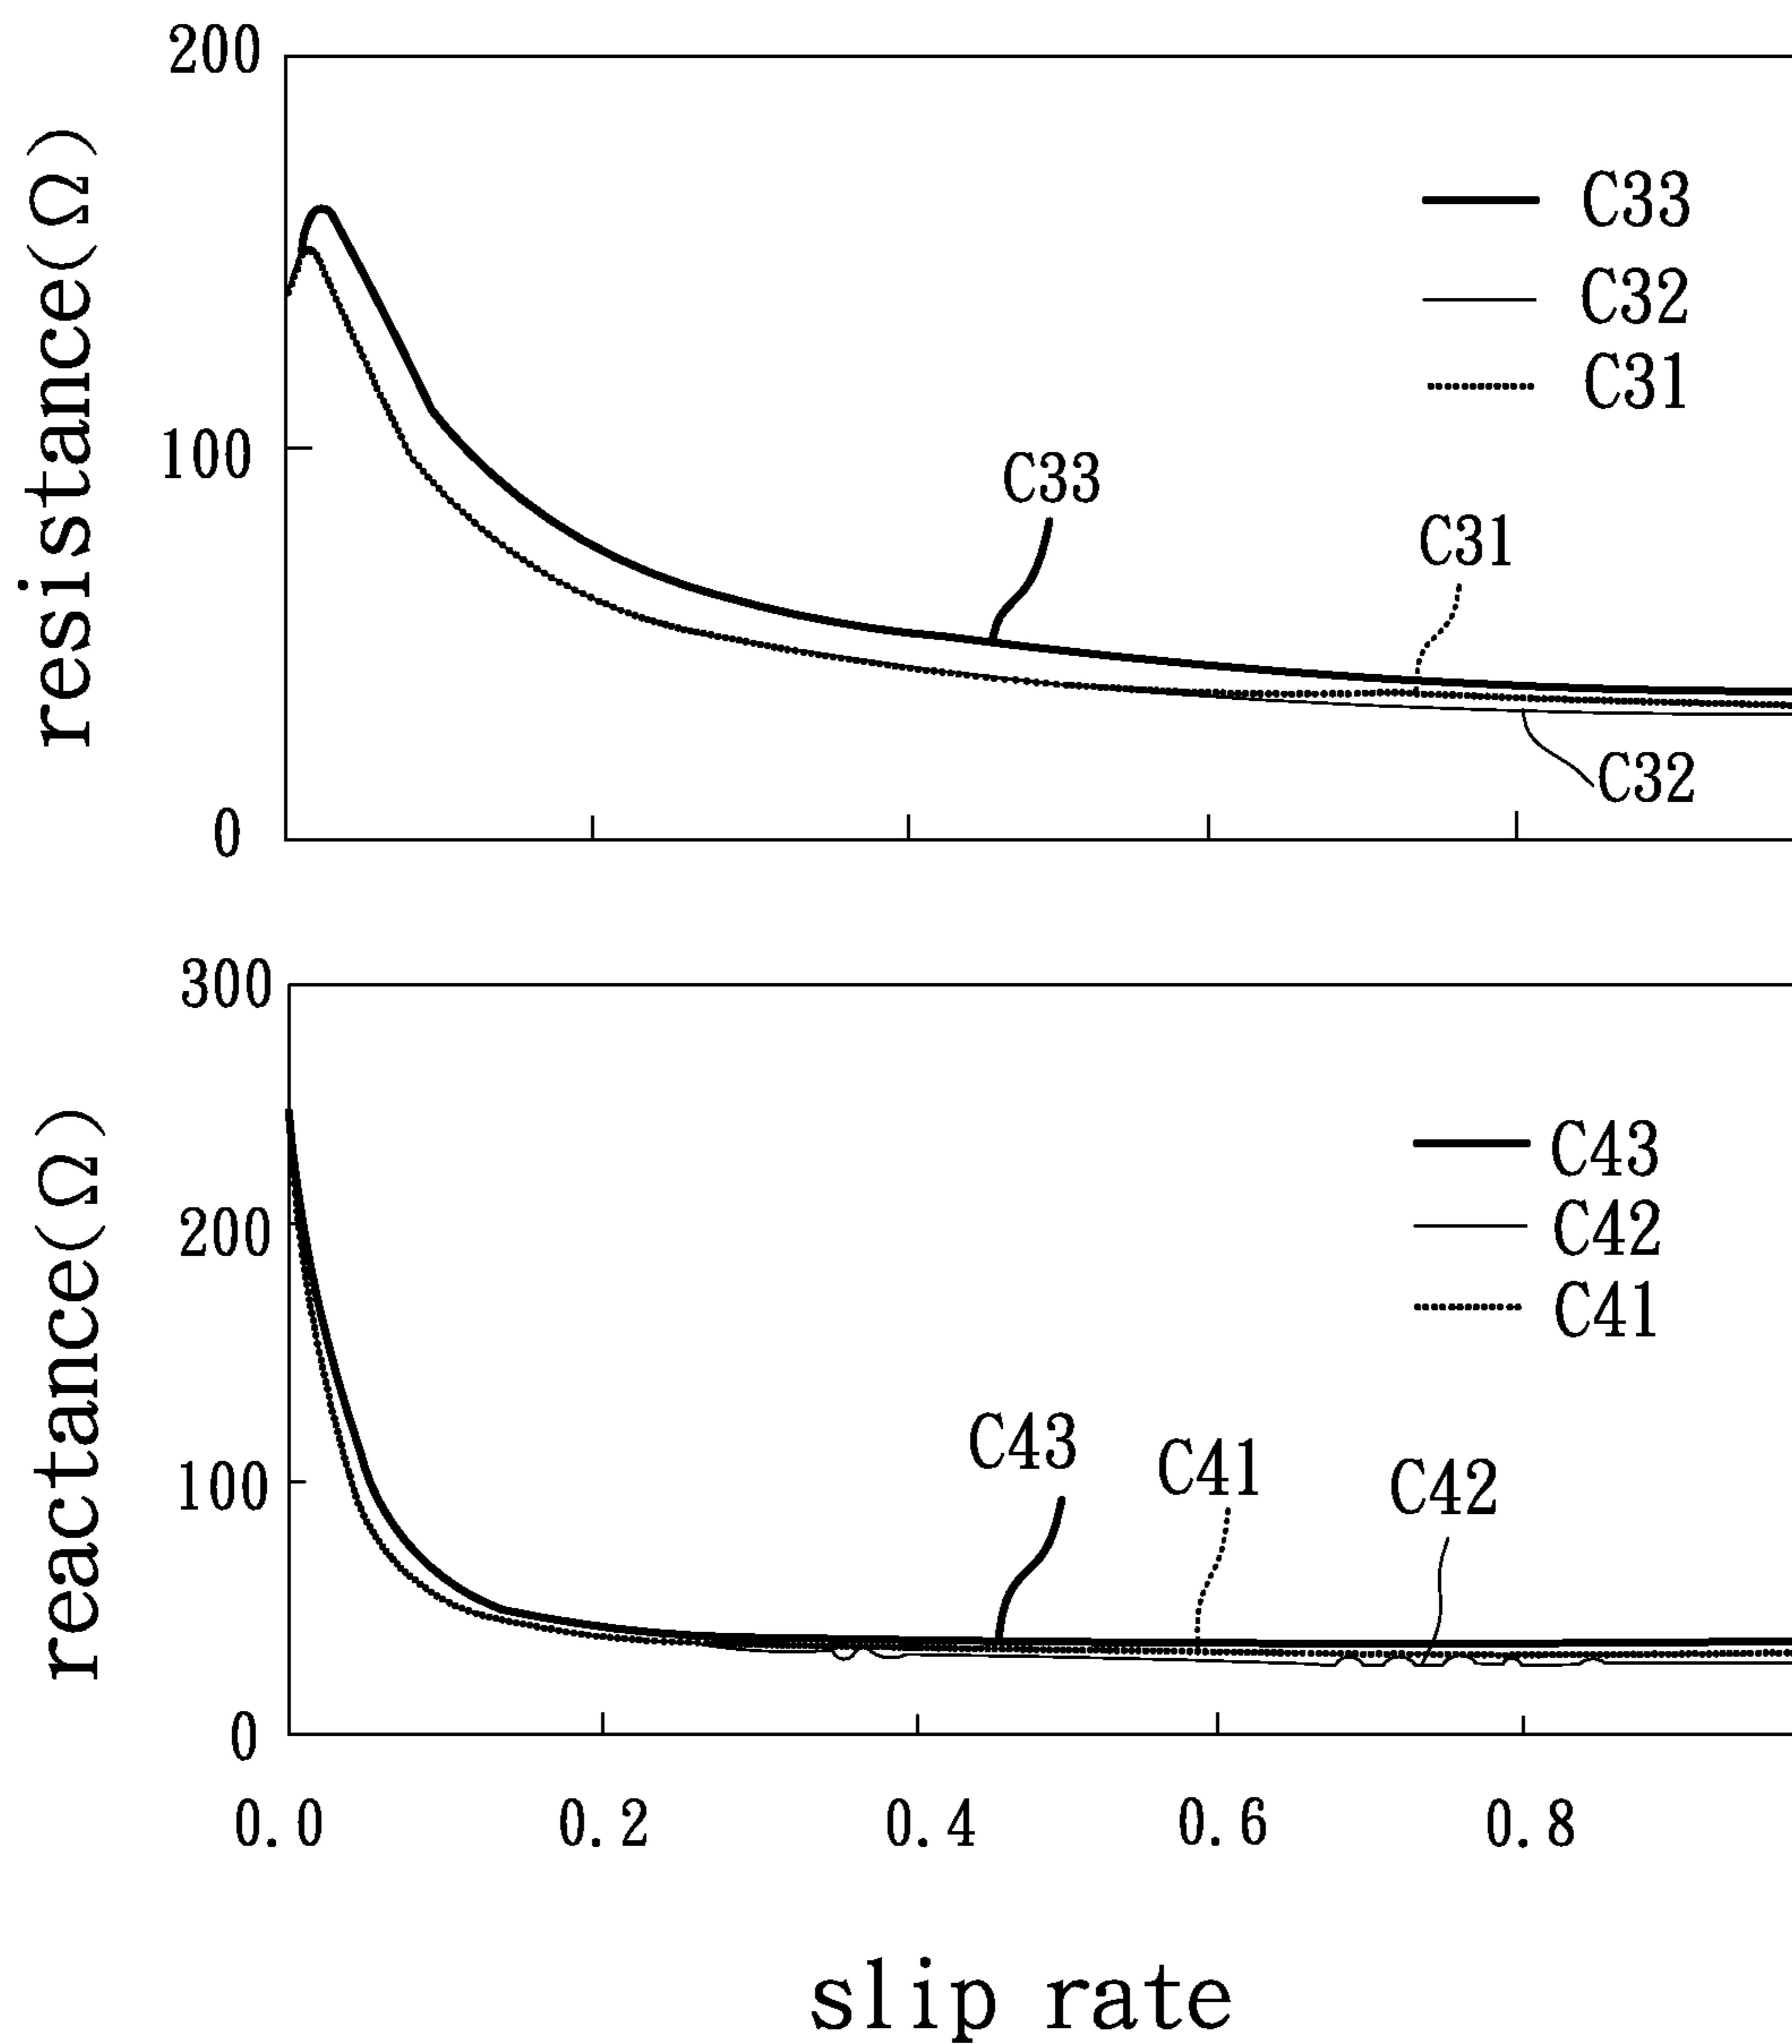 200
C33
C32
C31
resistance(Ω)
100
C33
C31
C32
0
300
C43
200
C42
C41
reactance(Ω)
C43
C41
C42
100
0
0.0 0.2 0.4 0.6 0.8
slip rate